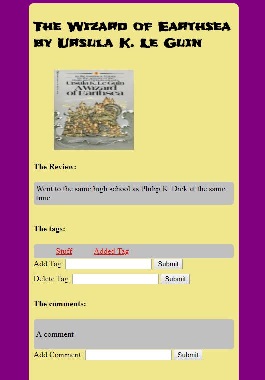 The Wizard of Earthsea
by Ursula K. Le Guin
Ursula K. Le Guin
A Wizard
of Earthsea
The Review:
Went to the same high school as Philip K. Dick at the same
time
The tags:
Stuff Added Tag
Add Tag Submit
Delete Tag Submit
The comments:
A comment
Add Comment Submit